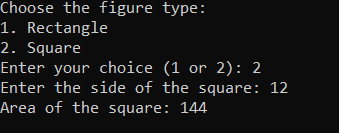 Choose the figure type:
1. Rectangle
2. Square
Enter your choice (1 or 2): 2
Enter the side of the square: 12
Area of the square: 144